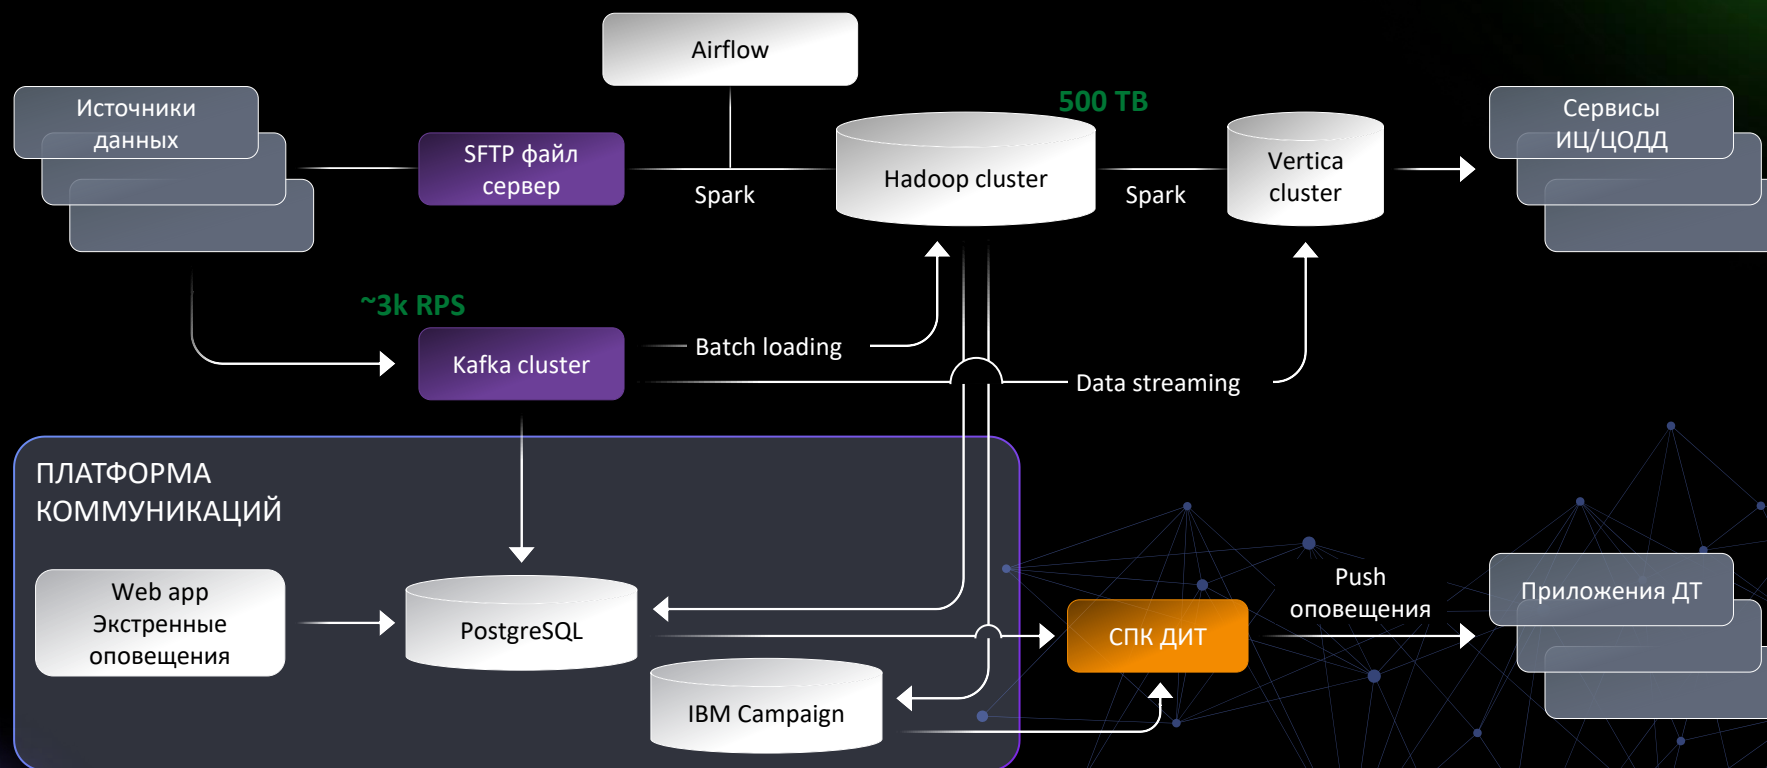 Airflow
Источники
данных
SFTP файл
сервер
Spark
Hadoop cluster
500 TB
Spark
Vertica
cluster
Сервисы
ИЦ/ЦОДД
~3k RPS
Kafka cluster
Batch loading
Data streaming
ПЛАТФОРМА
КОММУНИКАЦИЙ
Web app
Экстренные
оповещения
PostgreSQL
IBM Campaign
СПК ДИТ
Push
оповещения
Приложения ДТ